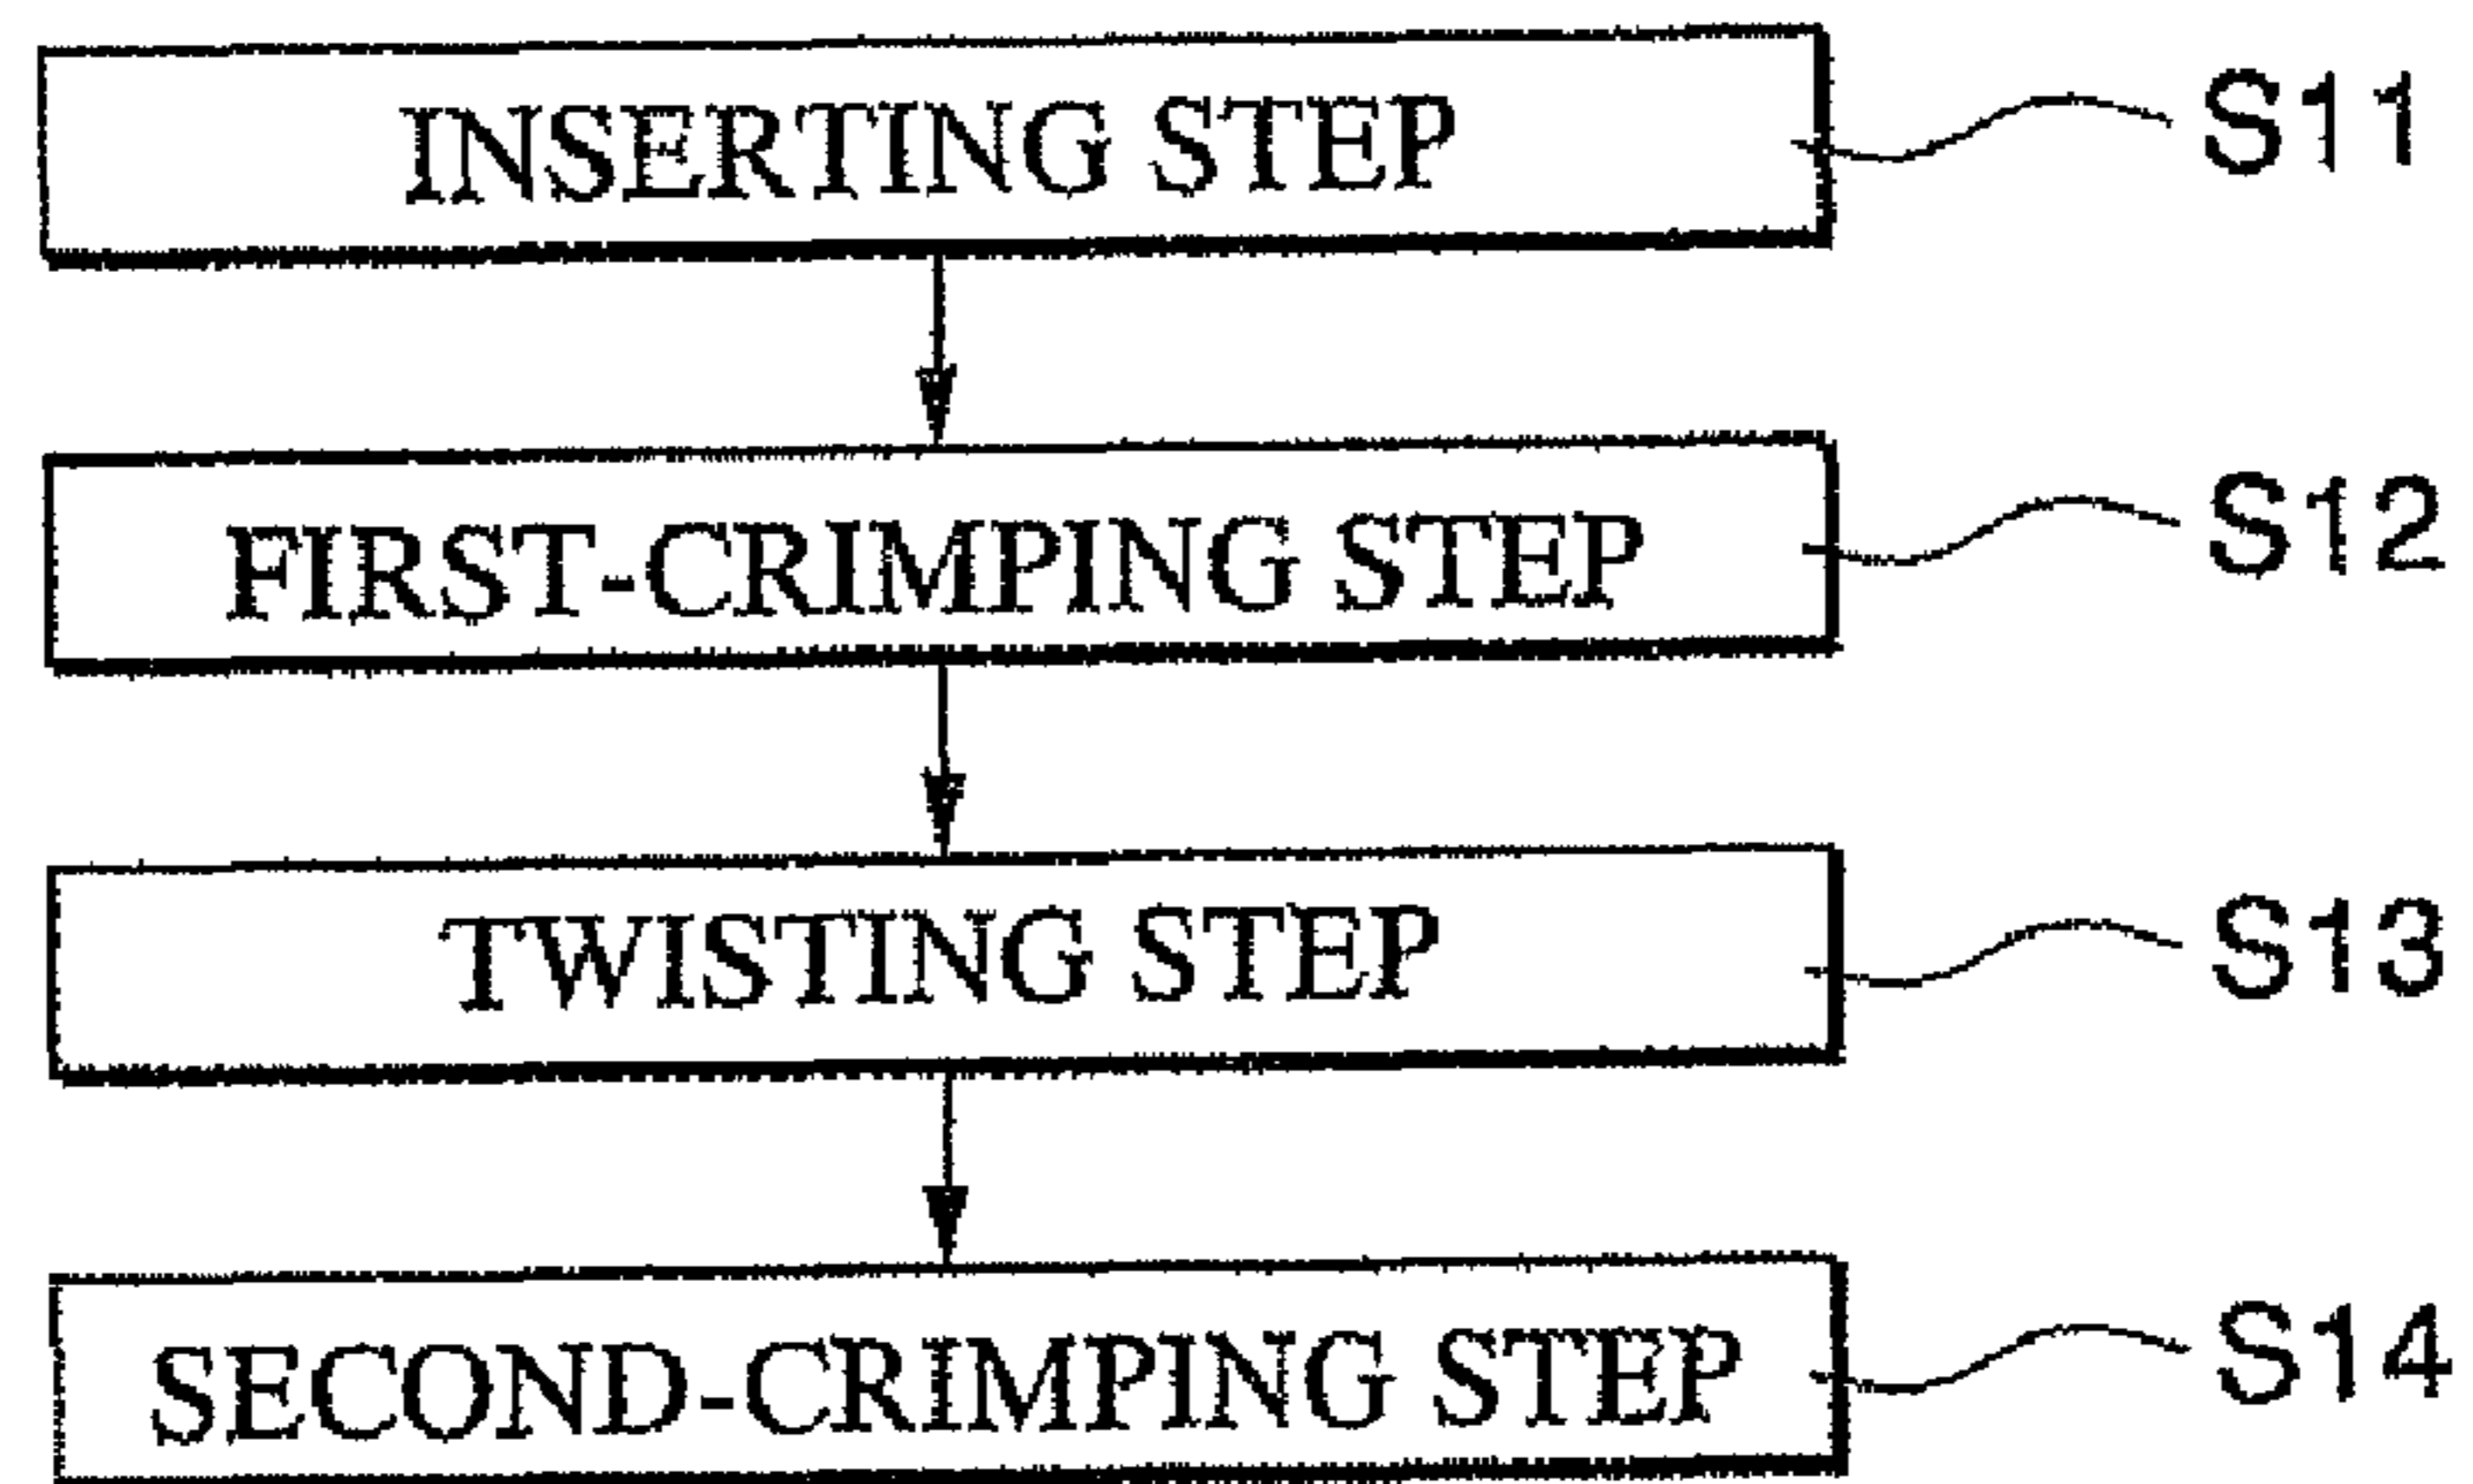 INSERTING STEP S11
FIRST-CRIMPING STEP S12
TWISTING STEP S13
SECOND-CRIMPING STEP S14